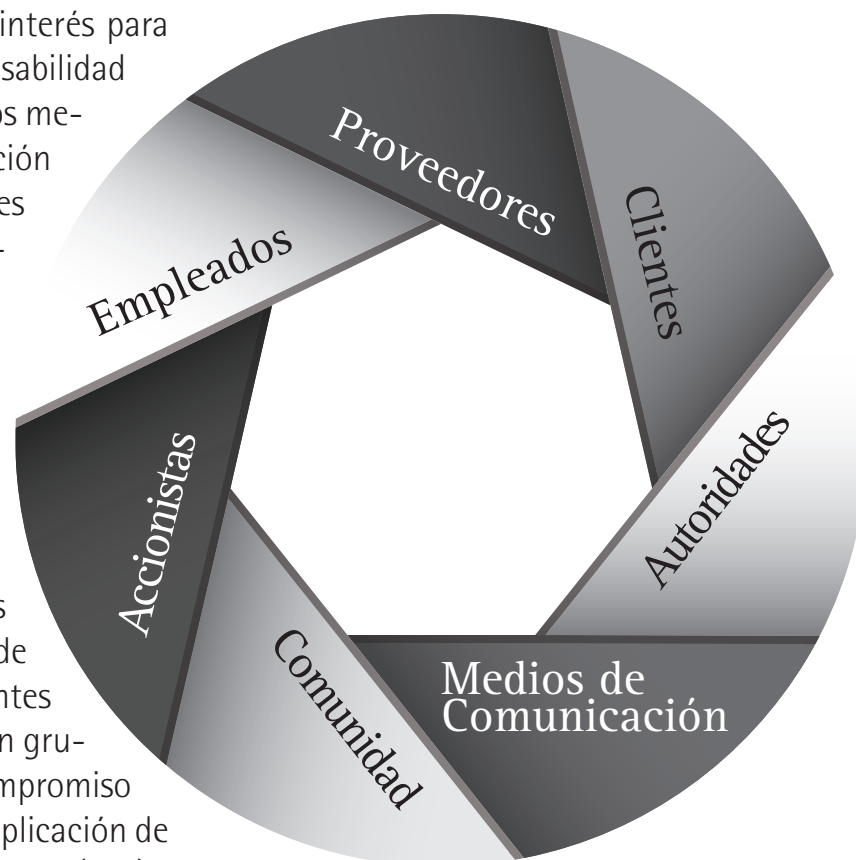 interés para
sabilidad
os me-
ción
es
-
s
de
ntes
n gru-
mpromiso
plicación de
Proveedores
Clientes
Autoridades
Medios de
Comunicación
Comunidad
Accionistas
Empleados